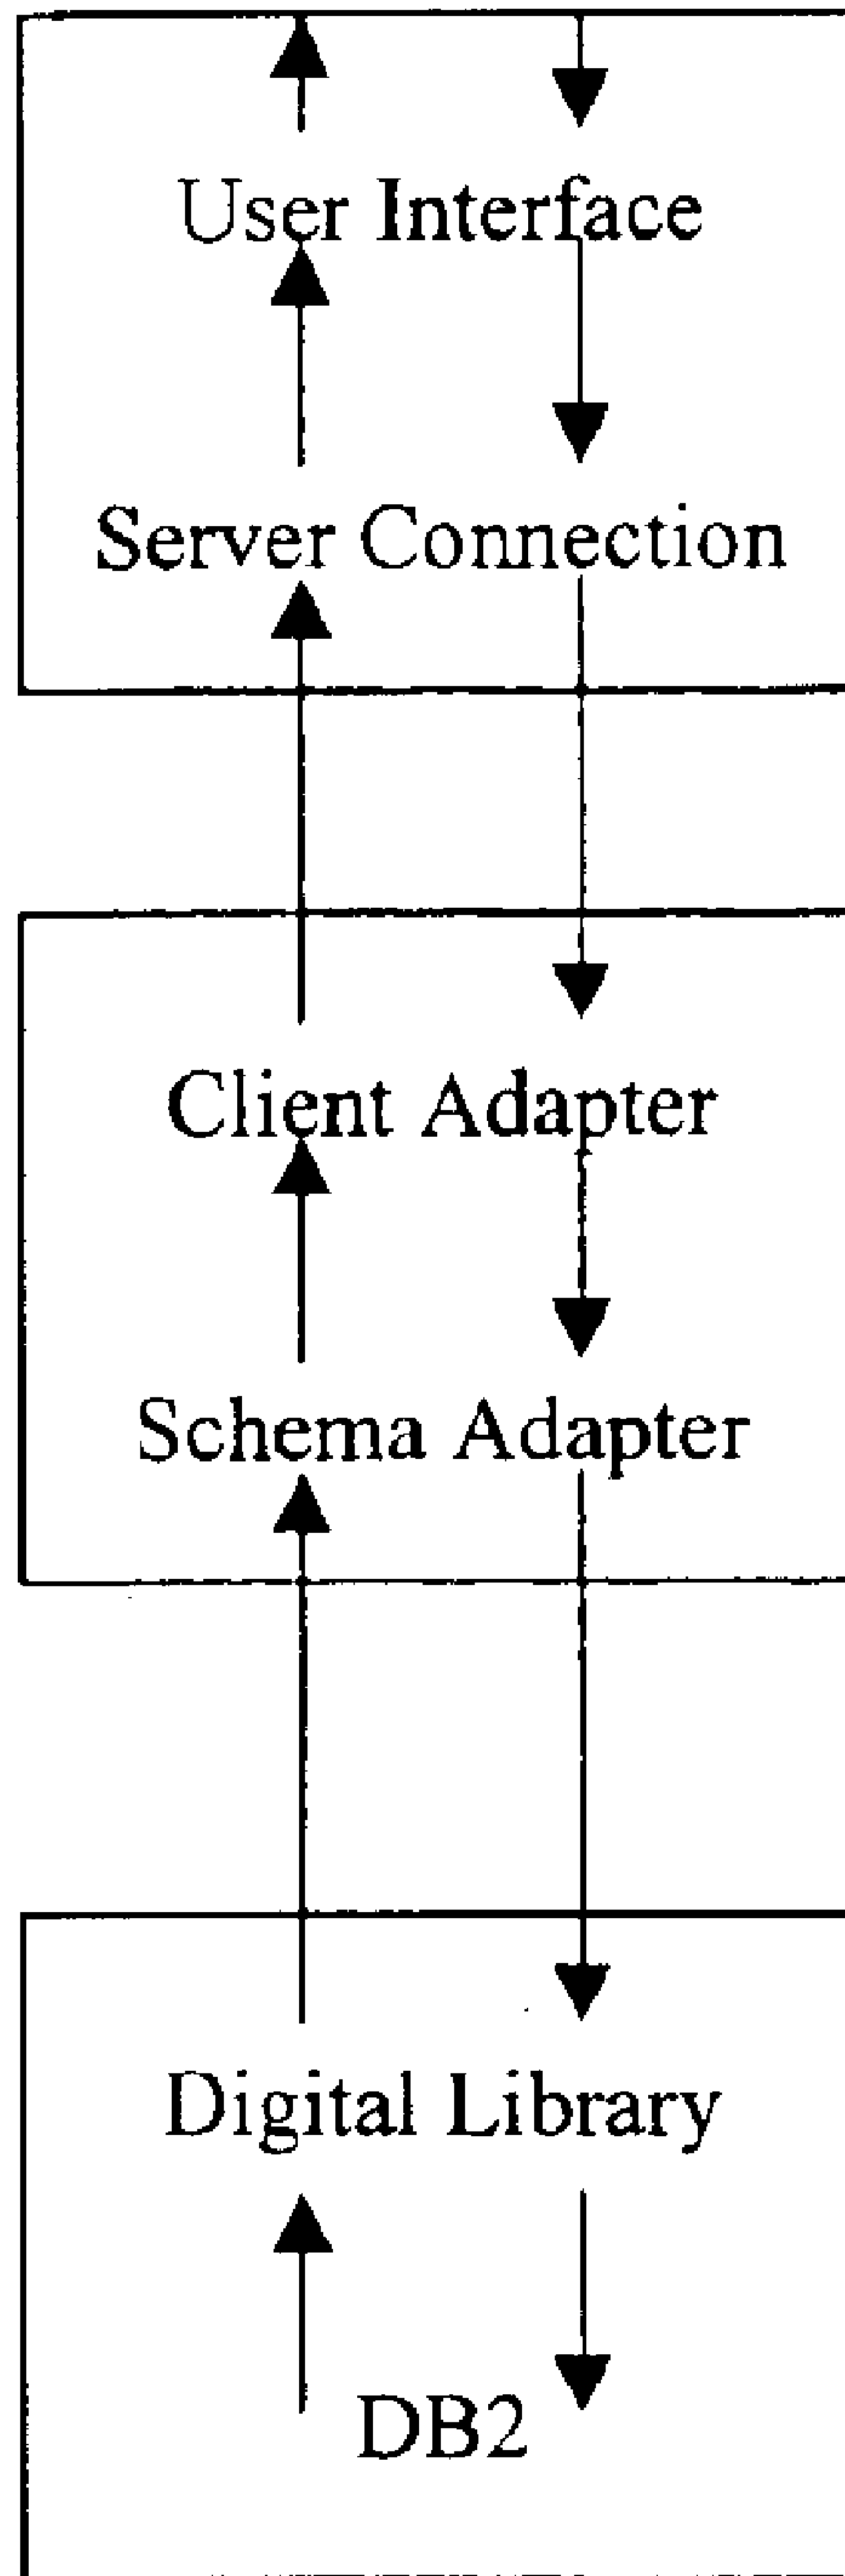 User Interface
Server Connection
Client Adapter
Schema Adapter
Digital Library
DB2